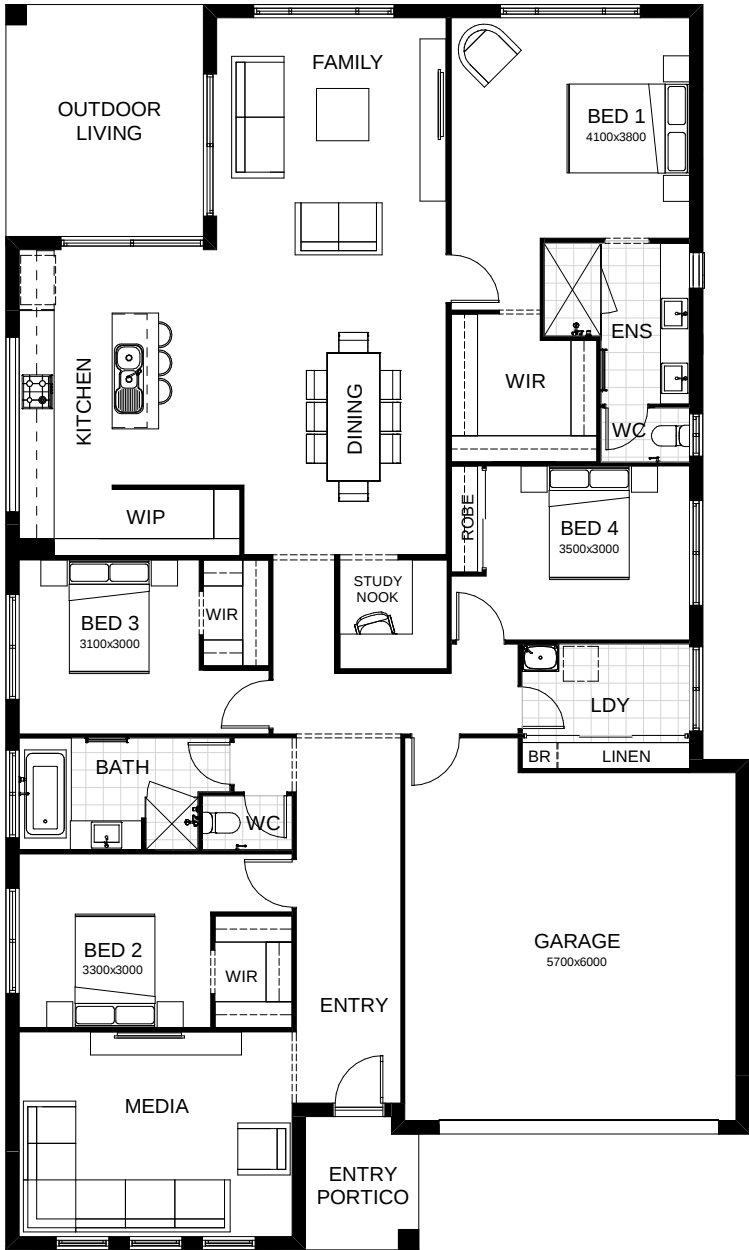 FAMILY
OUTDOOR
LIVING
BED 1
4100x3800
KITCHEN
DINING
ENS
WIR
WC
WIP
ROBE
BED 4
3500x3000
STUDY
NOOK
BED 3
3100x3000
WIR
LDY
BATH
BR
LINEN
WC
BED 2
3300x3000
WIR
GARAGE
5700x6000
ENTRY
MEDIA
ENTRY
PORTICO